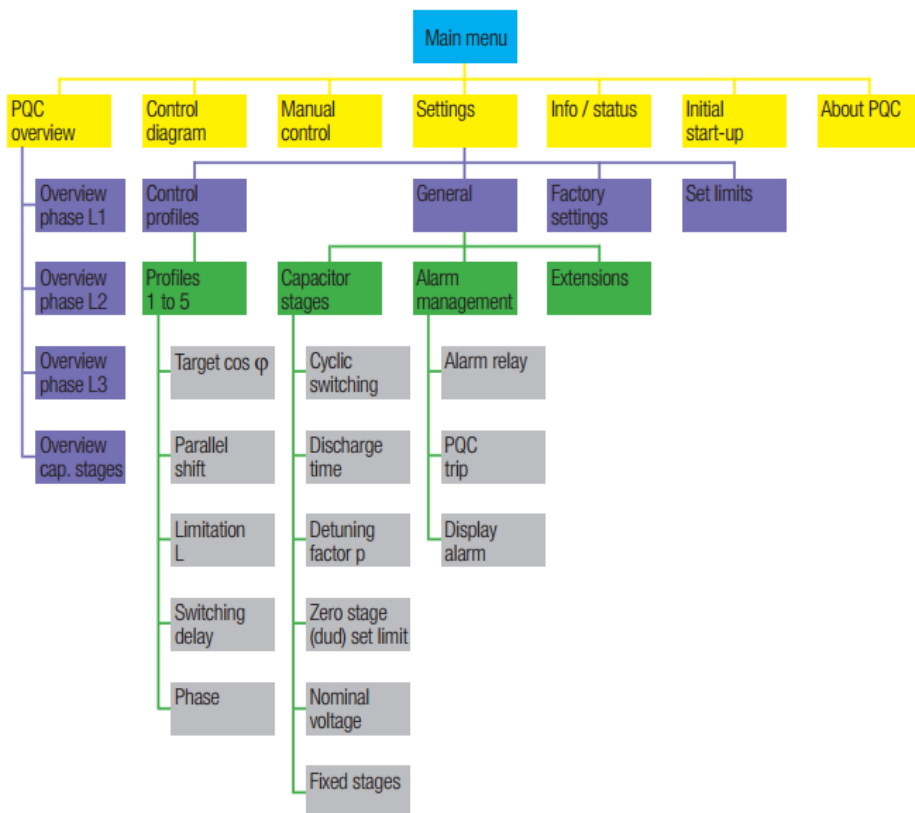 Main menu
PQC
overview
Control
diagram
Manual
control
Settings
Info / status
Initial
start-up
About PQC
Overview
phase L1
Control
profiles
General
Factory
settings
Set limits
Overview
phase L2
Profiles
1 to 5
Capacitor
stages
Alarm
management
Extensions
Overview
phase L3
Target cos φ
Cyclic
switching
Alarm relay
Overview
cap. stages
Parallel
shift
Discharge
time
PQC
trip
Limitation
L
Detuning
factor p
Display
alarm
Switching
delay
Zero stage
(dud) set limit
Phase
Nominal
voltage
Fixed stages